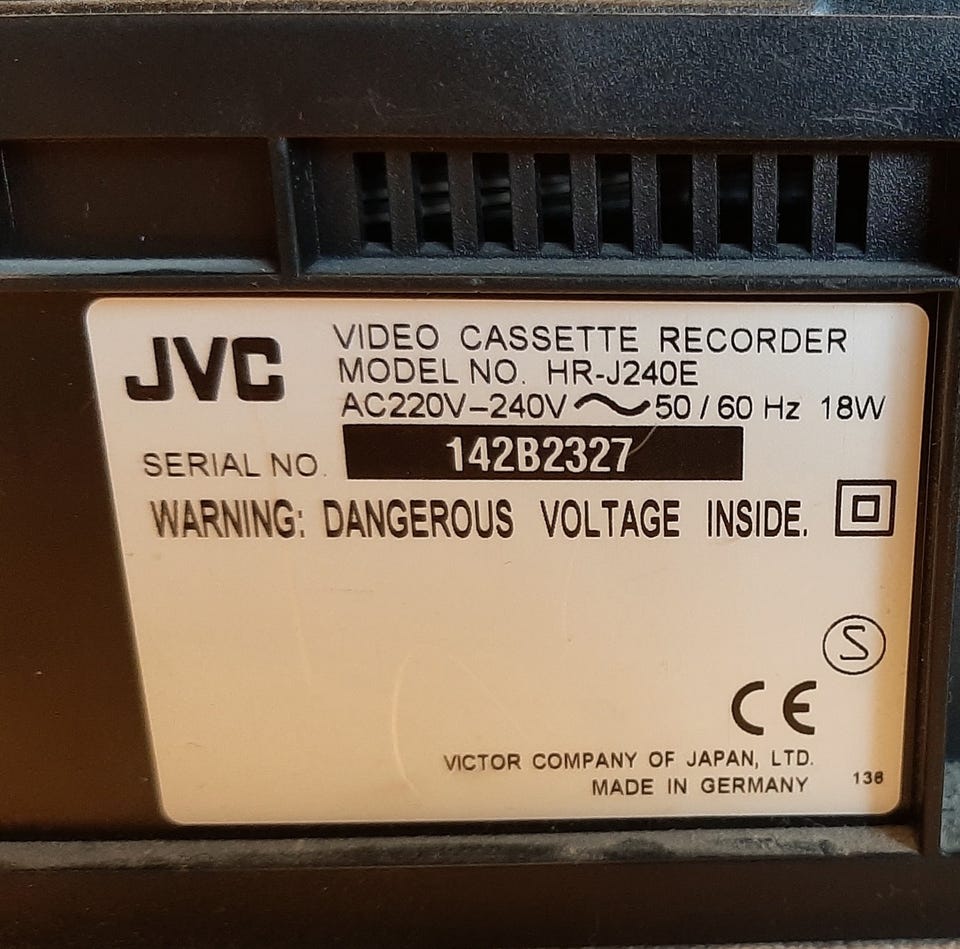 JVC
VIDEO CASSETTE RECORDER
MODEL NO. HR-J240E
AC220V–240V ~ 50 / 60 Hz 18W
SERIAL NO. 142B2327
WARNING: DANGEROUS VOLTAGE INSIDE.
S
CE
VICTOR COMPANY OF JAPAN, LTD.
MADE IN GERMANY 136